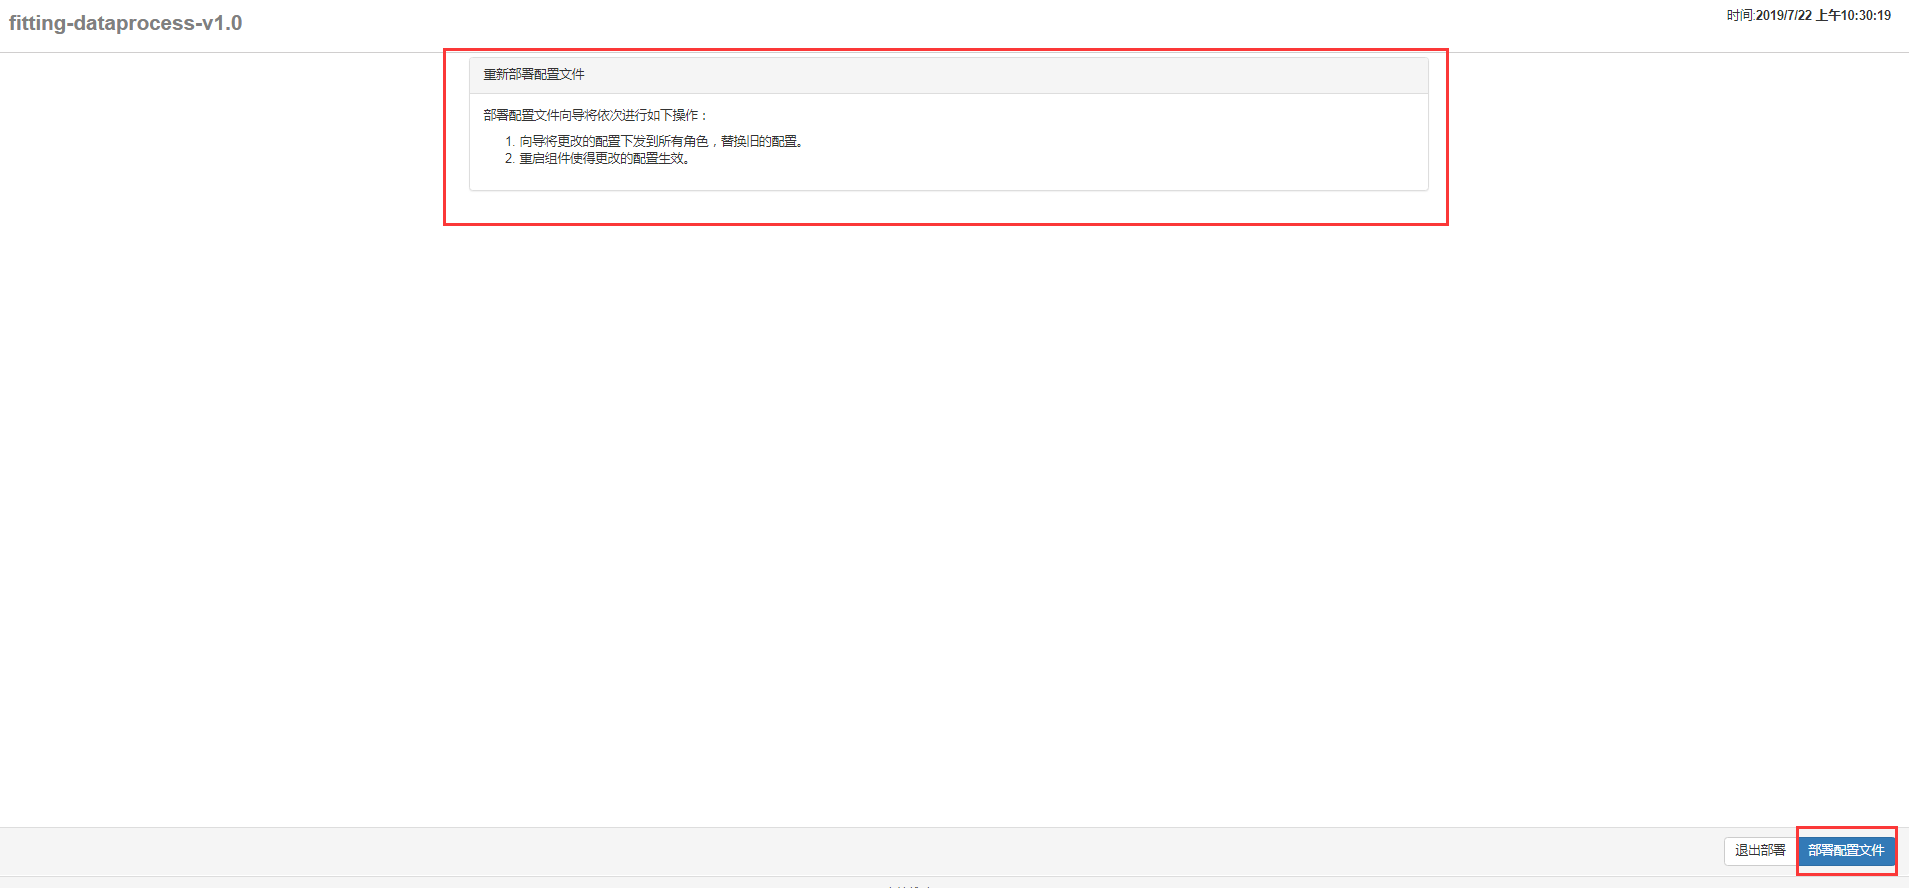 fitting-dataprocess-v1.0
时间:2019/7/22 上午10:30:19
重新部署配置文件
部署配置文件向导将依次进行如下操作：
1. 向导将更改的配置下发到所有角色，替换旧的配置。
2. 重启组件使得更改的配置生效。
退出部署
部署配置文件